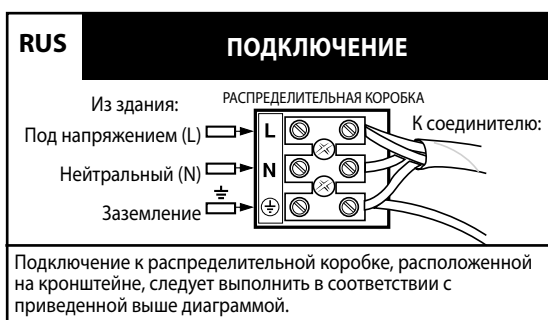 RUS
ПОДКЛЮЧЕНИЕ
РАСПРЕДЕЛИТЕЛЬНАЯ КОРОБКА
Из здания:
К соединителю:
Под напряжением (L)
L
Нейтральный (N)
N
Заземление
Подключение к распределительной коробке, расположенной
на кронштейне, следует выполнить в соответствии с
приведенной выше диаграммой.